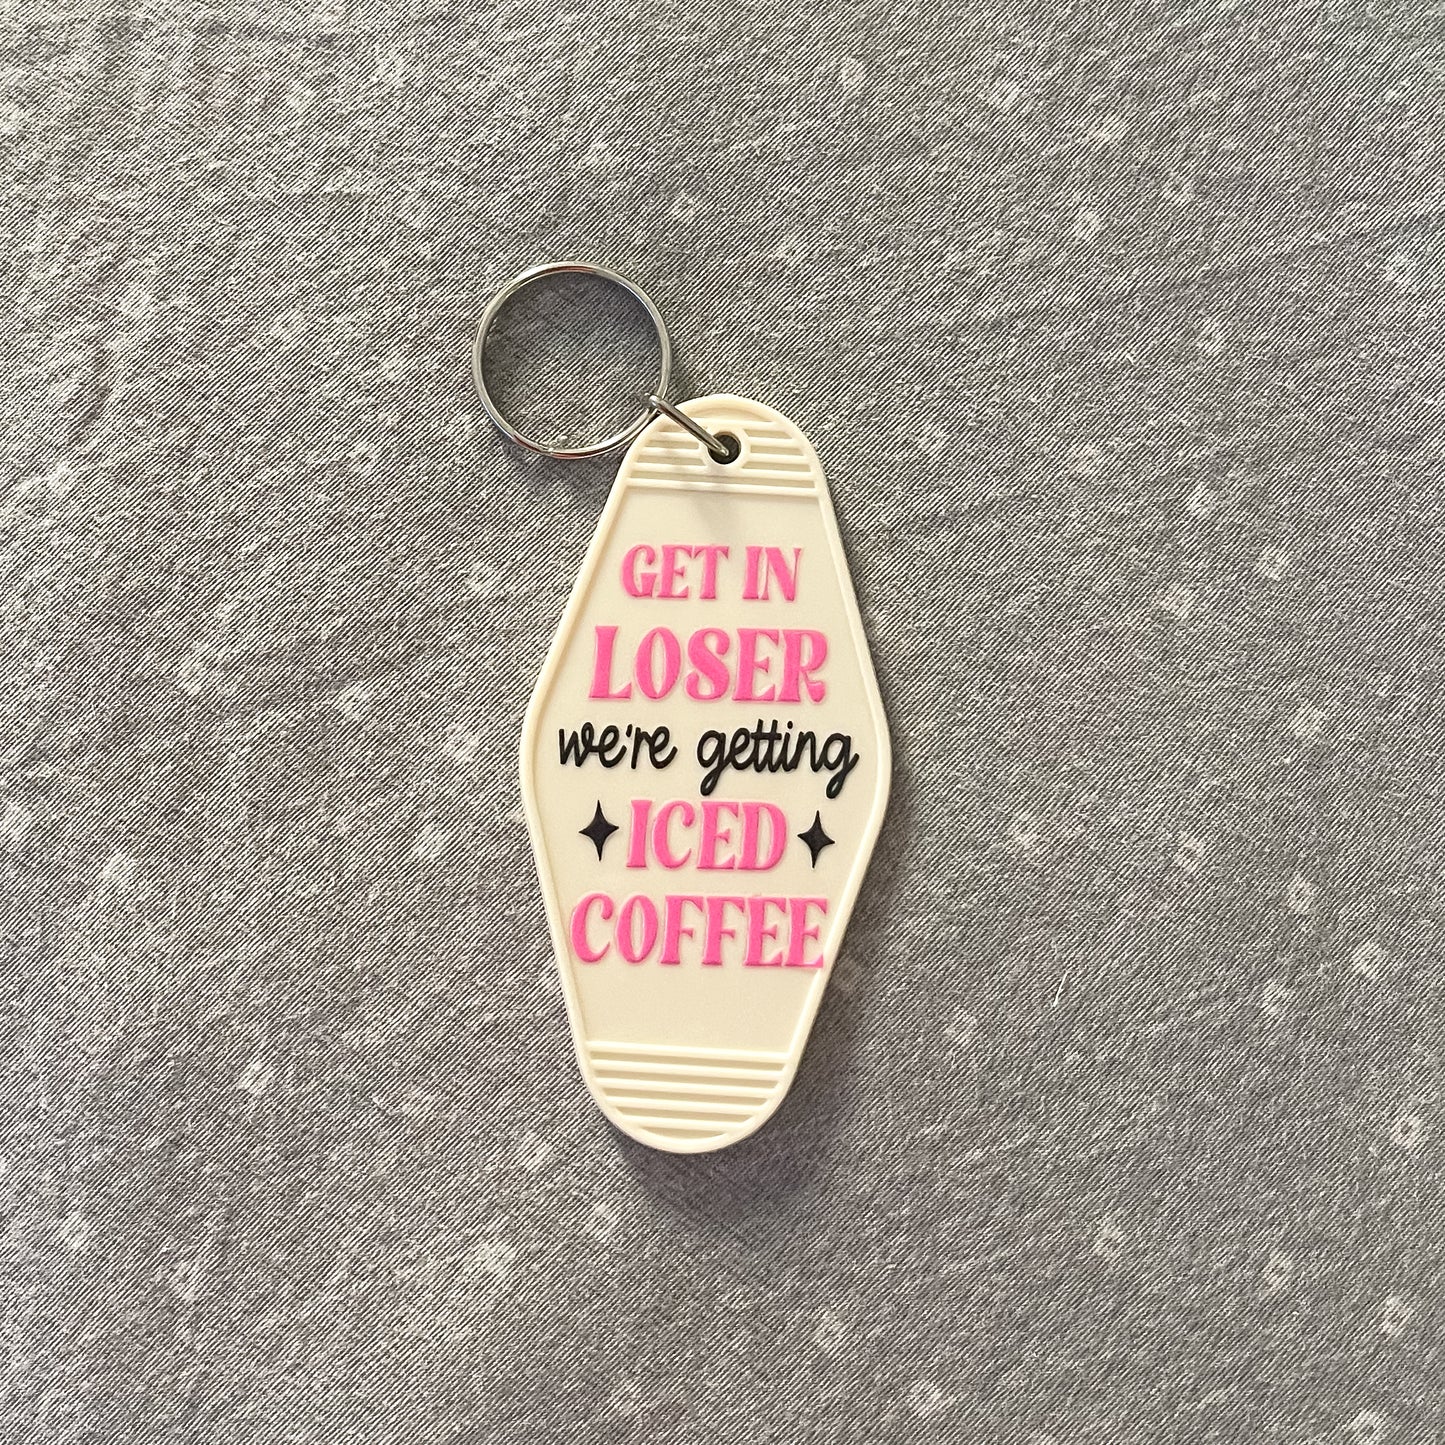 GET IN
LOSER
we're getting
ICED
COFFEE